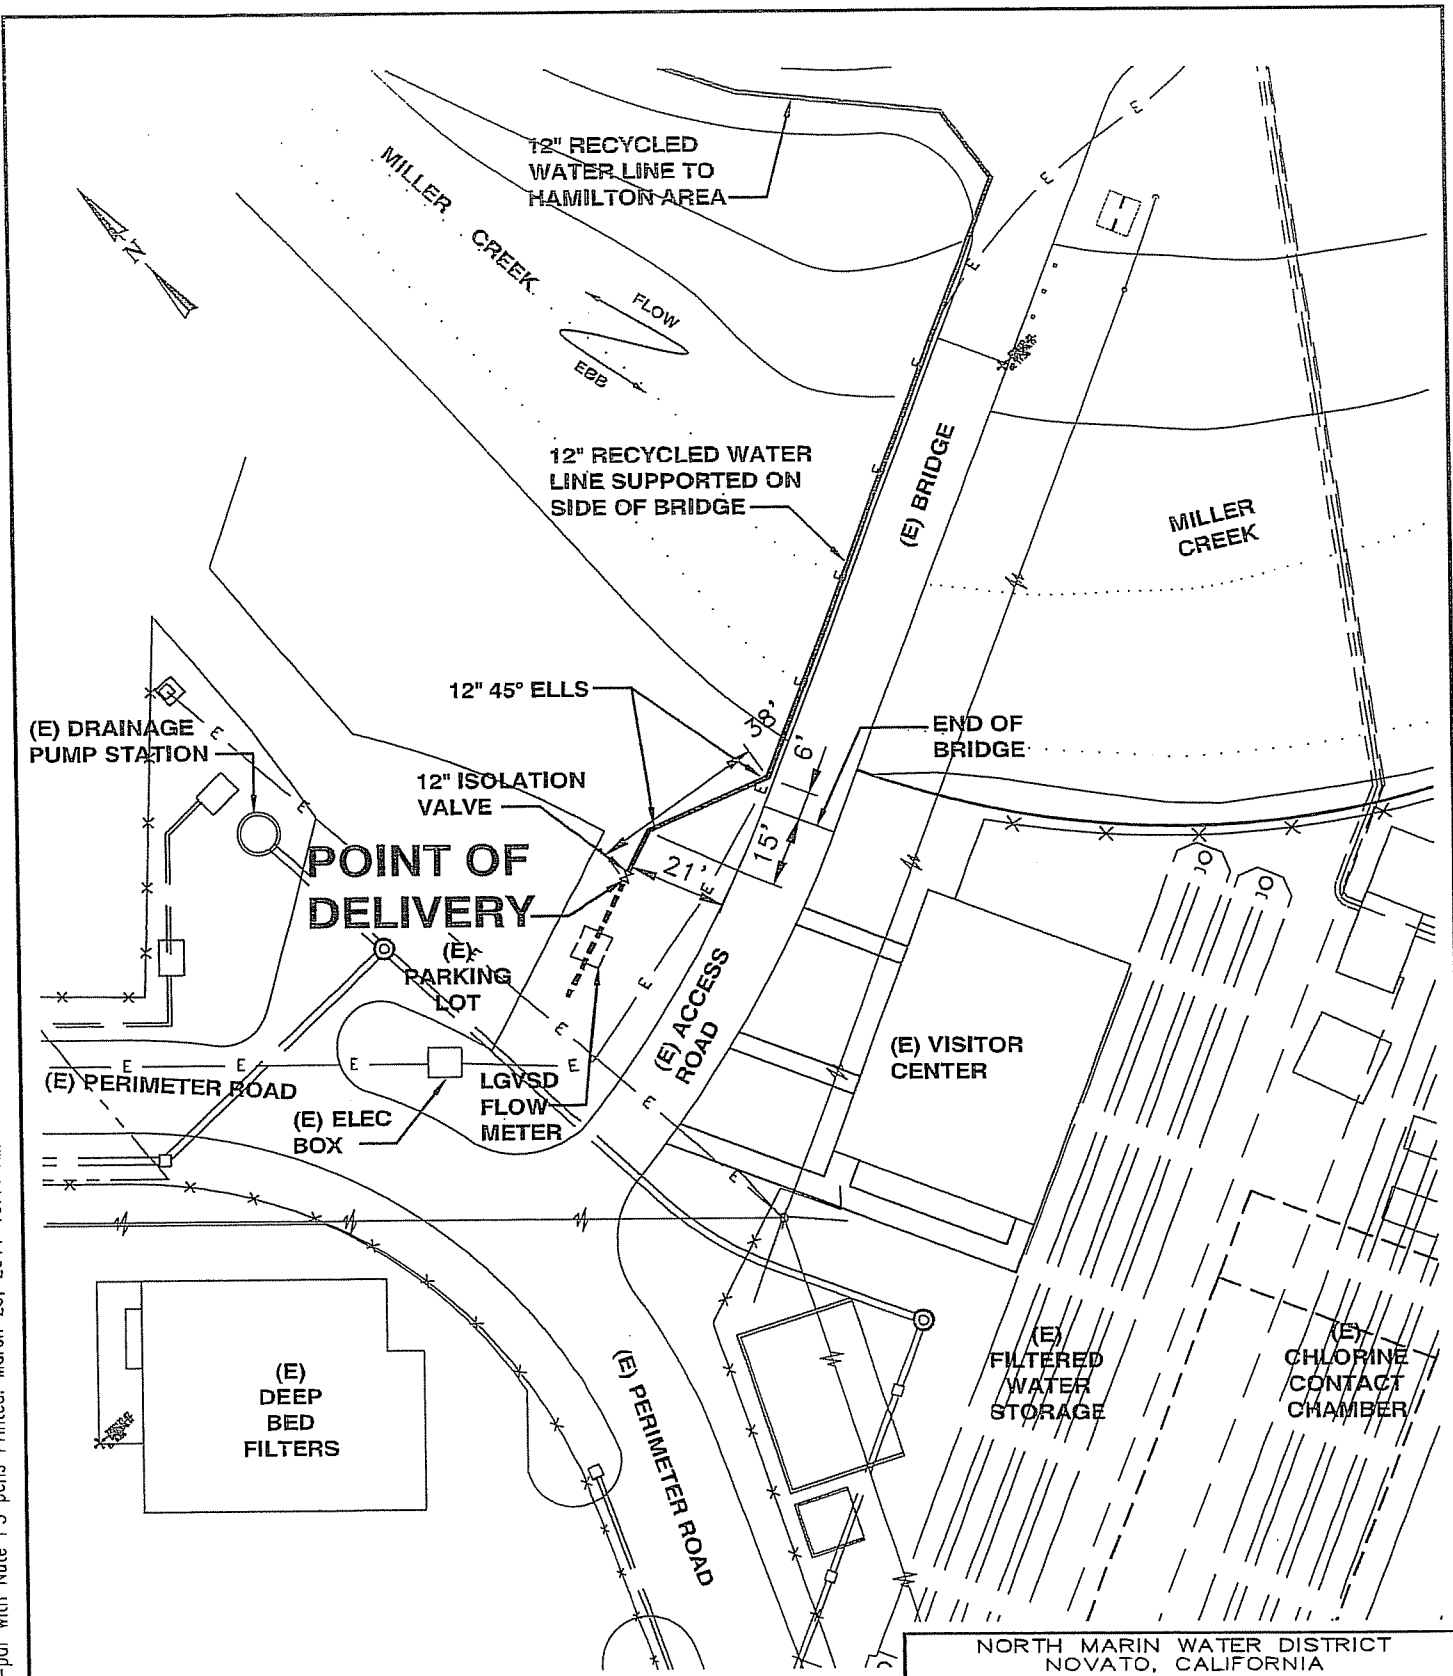 12" RECYCLED
WATER LINE TO
HAMILTON AREA
MILLER
CREEK
N
FLOW
EBB
12" RECYCLED WATER
LINE SUPPORTED ON
SIDE OF BRIDGE
(E) BRIDGE
MILLER
CREEK
12" 45° ELLS
38'
6'
END OF
BRIDGE
(E) DRAINAGE
PUMP STATION
12" ISOLATION
VALVE
15'
21'
POINT OF
DELIVERY
(E)
PARKING
LOT
(E) ACCESS
ROAD
(E) VISITOR
CENTER
(E) PERIMETER ROAD
(E) ELEC
BOX
LGVSD
FLOW
METER
(E)
DEEP
BED
FILTERS
(E) PERIMETER ROAD
(E)
FILTERED
WATER
STORAGE
(E)
CHLORINE
CONTACT
CHAMBER
NORTH MARIN WATER DISTRICT
NOVATO, CALIFORNIA